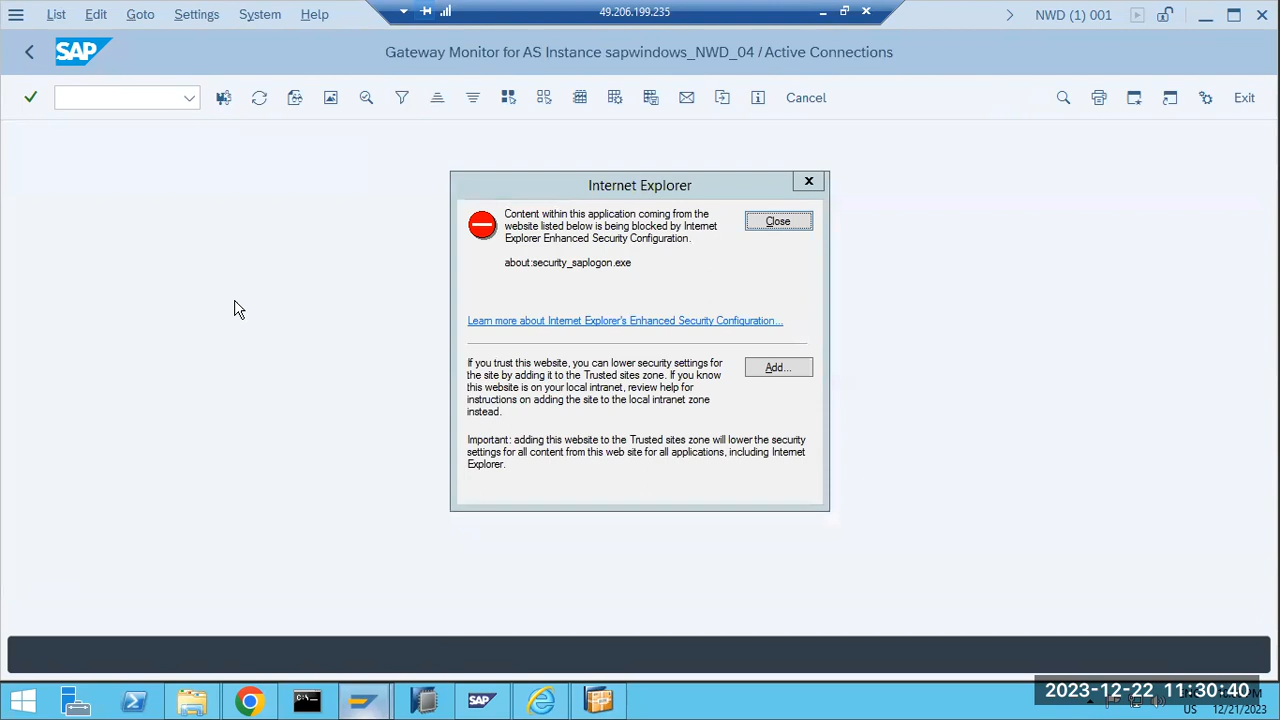 List Edit Goto Settings System Help
49.206.199.235
NWD (1) 001
SAP
Gateway Monitor for AS Instance sapwindows_NWD_04 / Active Connections
Cancel
Exit
Internet Explorer
Content within this application coming from the
website listed below is being blocked by Internet
Explorer Enhanced Security Configuration.
Close
about:security_saplogon.exe
Learn more about Internet Explorer's Enhanced Security Configuration...
If you trust this website, you can lower security settings for
the site by adding it to the Trusted sites zone. If you know
this website is on your local intranet, review help for
instructions on adding the site to the local intranet zone
instead.
Add...
Important: adding this website to the Trusted sites zone will lower the security
settings for all content from this web site for all applications, including Internet
Explorer.
SAP
2023-12-22 11:30:40
US
12/21/2023